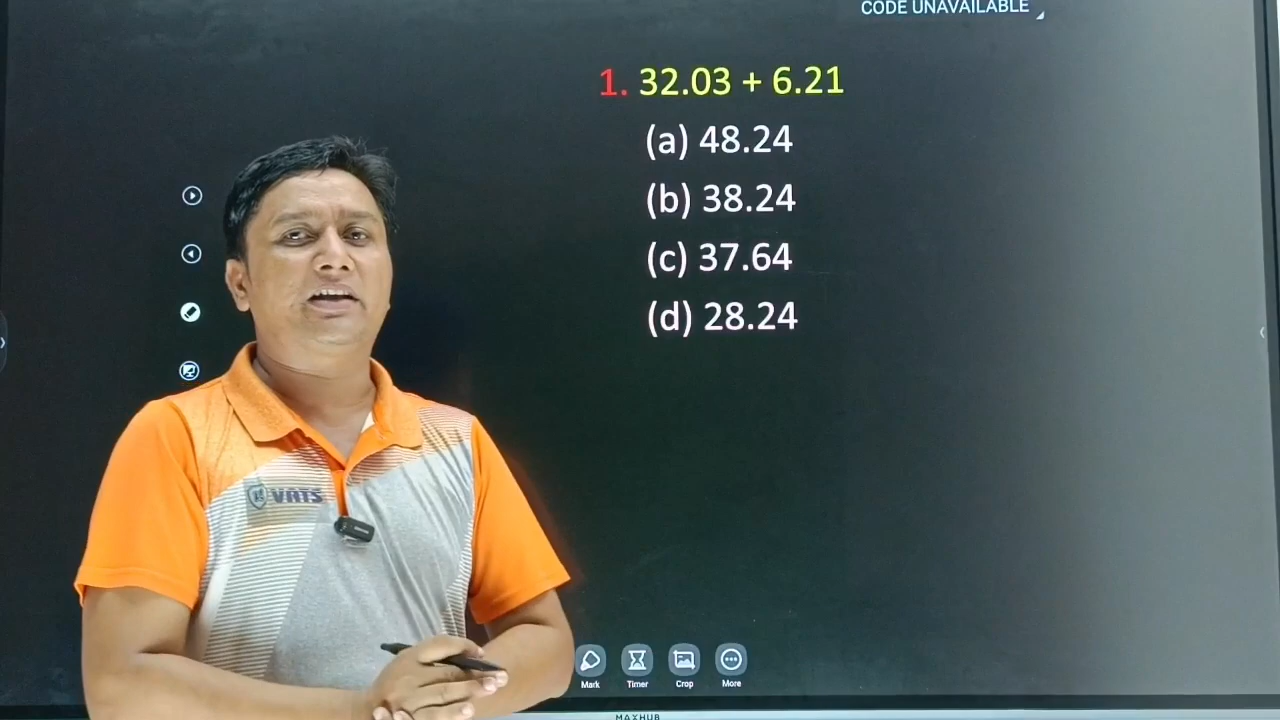 CODE UNAVAILABLE
1. 32.03 + 6.21
(a) 48.24
(b) 38.24
(c) 37.64
(d) 28.24
VATS
Mark Timer Crop More
MAXHUB